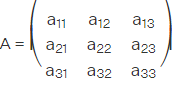 a11 a12 a13
A = ( a21 a22 a23 )
a31 a32 a33